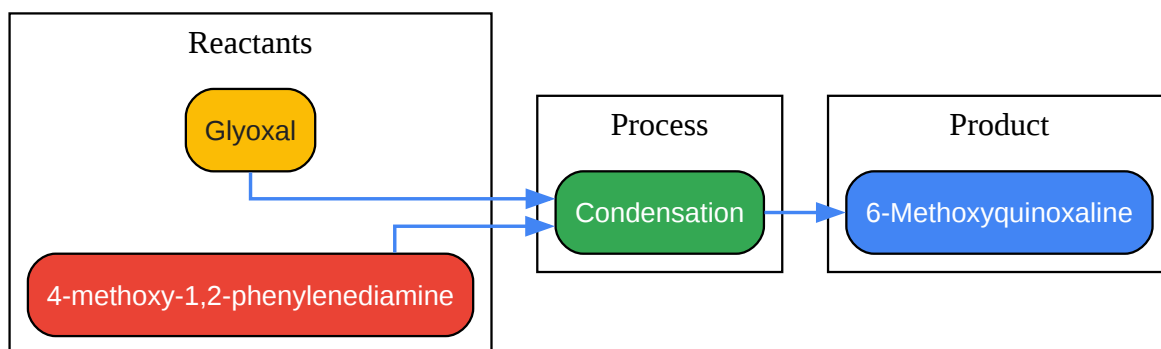 Reactants
Glyoxal
4-methoxy-1,2-phenylenediamine
Process
Condensation
Product
6-Methoxyquinoxaline